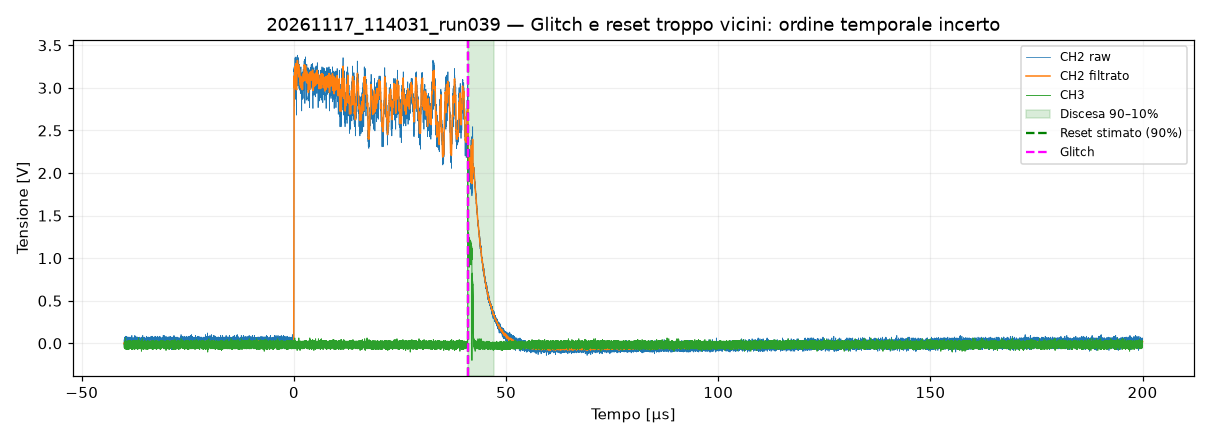 20261117_114031_run039 — Glitch e reset troppo vicini: ordine temporale incerto
3.5
3.0
2.5
2.0
1.5
1.0
0.5
0.0
Tensione [V]
CH2 raw
CH2 filtrato
CH3
Discesa 90–10%
Reset stimato (90%)
Glitch
−50
0
50
100
150
200
Tempo [µs]